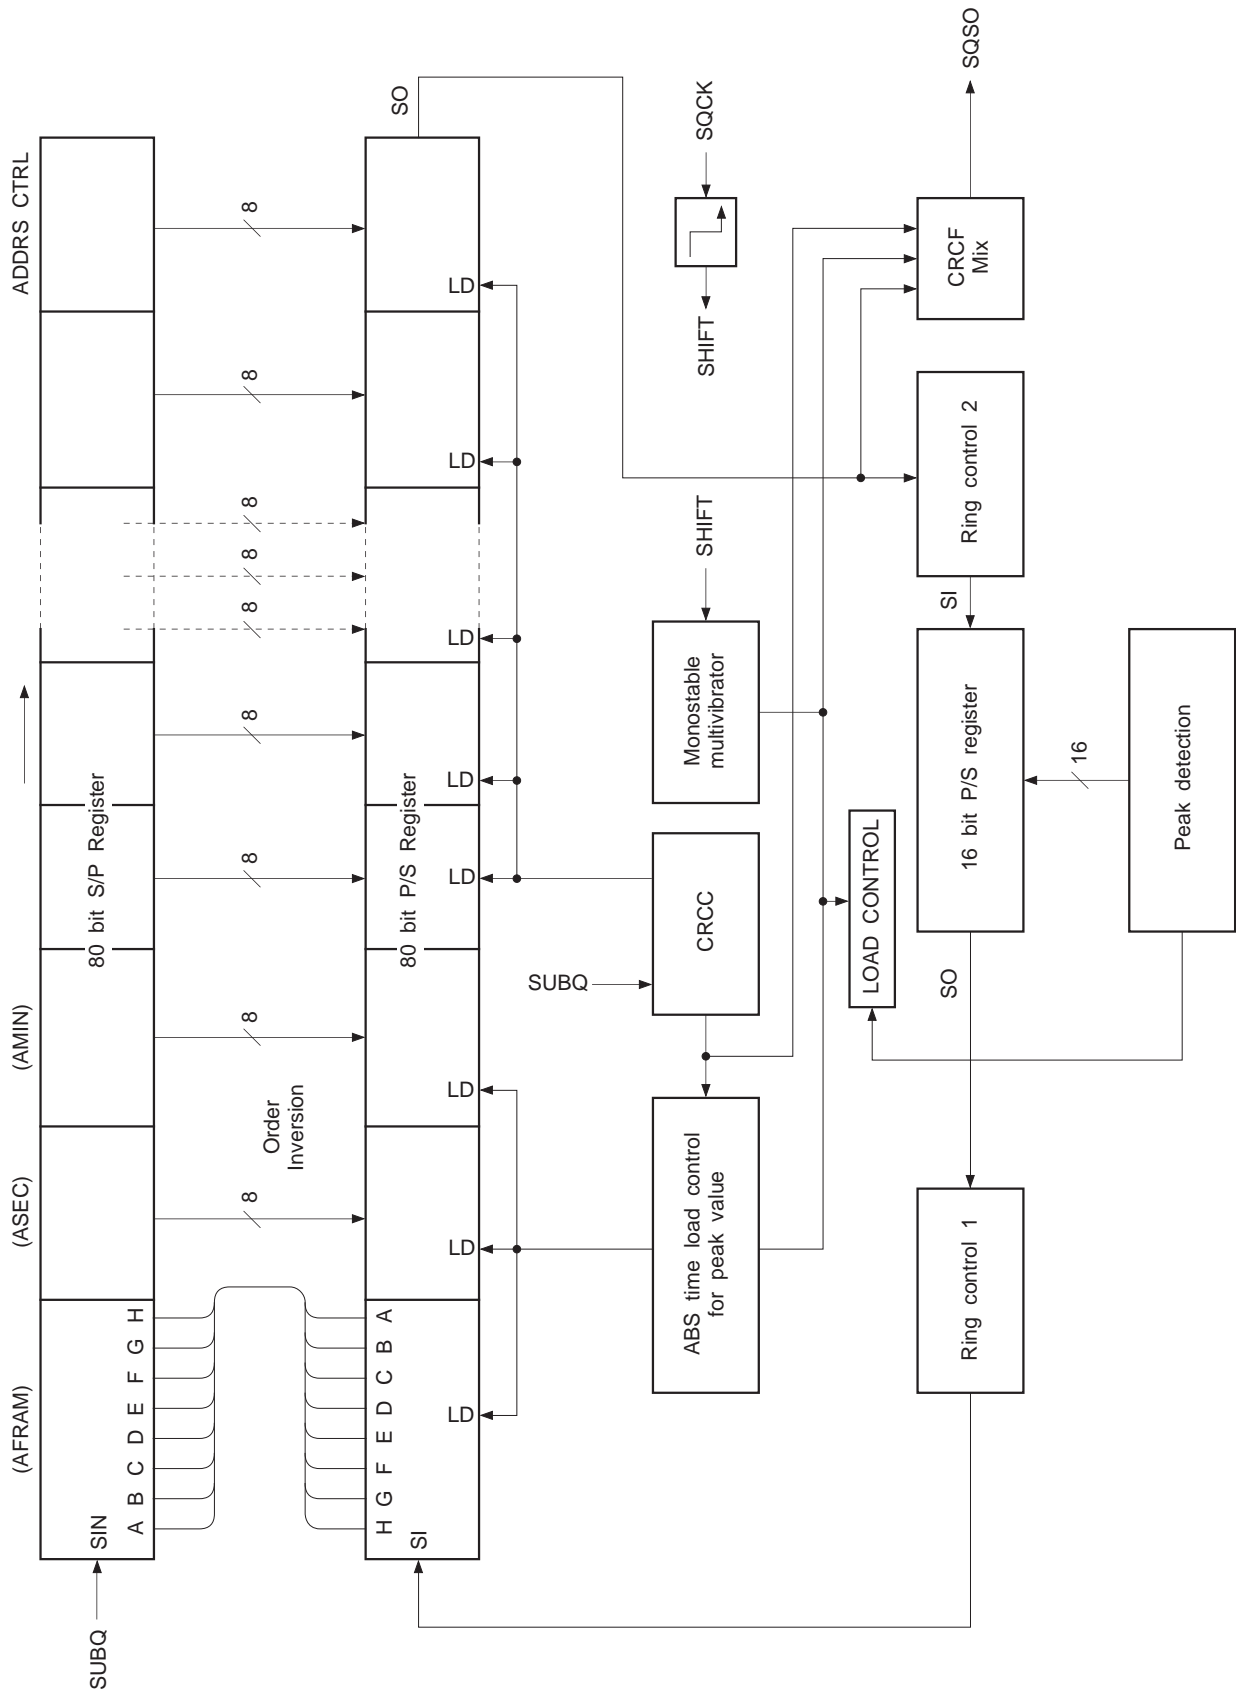 (AFRAM)
(ASEC)
(AMIN)
ADDRS CTRL
SUBQ
SIN
A B C D E F G H
80 bit S/P Register
Order
Inversion
8
8
8
8
8
8
8
8
8
H G F E D C B A
SI
80 bit P/S Register
SO
LD
LD
LD
LD
LD
LD
LD
LD
SUBQ
ABS time load control
for peak value
CRCC
Monostable
multivibrator
SHIFT
SHIFT
SQCK
LOAD CONTROL
Ring control 1
SO
16 bit P/S register
SI
Ring control 2
CRCF
Mix
SQSO
16
Peak detection